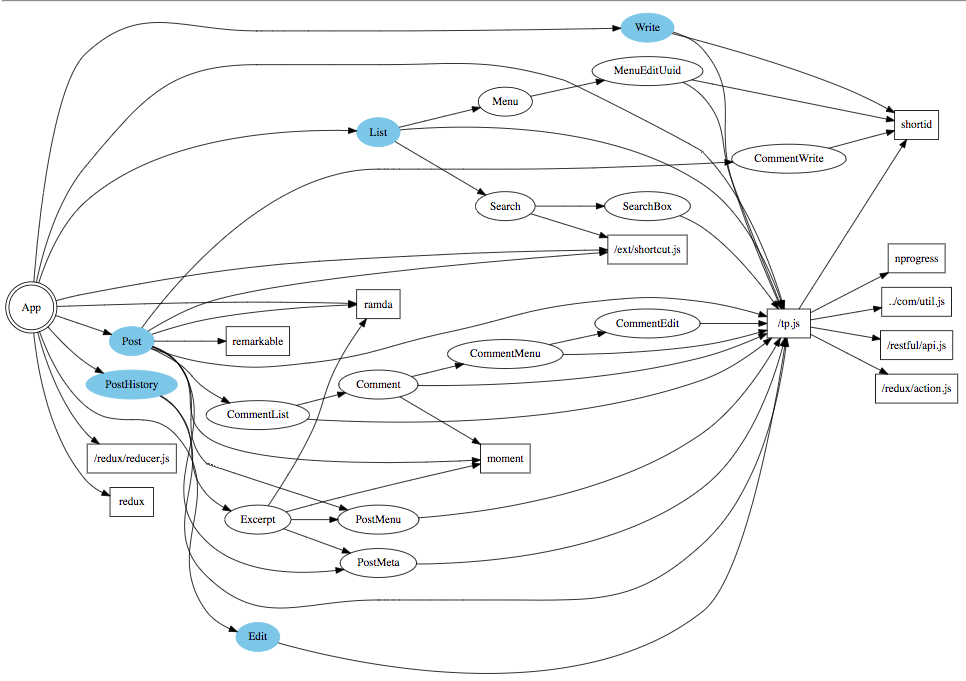 Write
MenuEditUuid
Menu
shortid
List
CommentWrite
Search
SearchBox
/ext/shortcut.js
nprogress
App
ramda
../com/util.js
/tp.js
CommentEdit
Post
remarkable
/restful/api.js
CommentMenu
PostHistory
Comment
/redux/action.js
CommentList
/redux/reducer.js
moment
redux
Excerpt
PostMenu
PostMeta
Edit